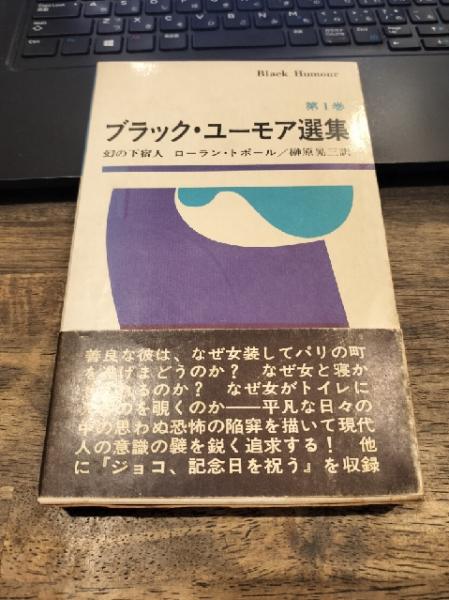 Black Humour
第1巻
ブラック・ユーモア選集
幻の下宿人 ローラン・トポール／榊原晃三訳
善良な彼は、なぜ女装してパリの町
げまどうのか？ なぜ女と寝か
れるのか？ なぜ女がトイレに
のを覗くのか──平凡な日々の
中の思わぬ恐怖の陥穽を描いて現代
人の意識の襞を鋭く追求する！ 他
に『ジョコ、記念日を祝う』を収録